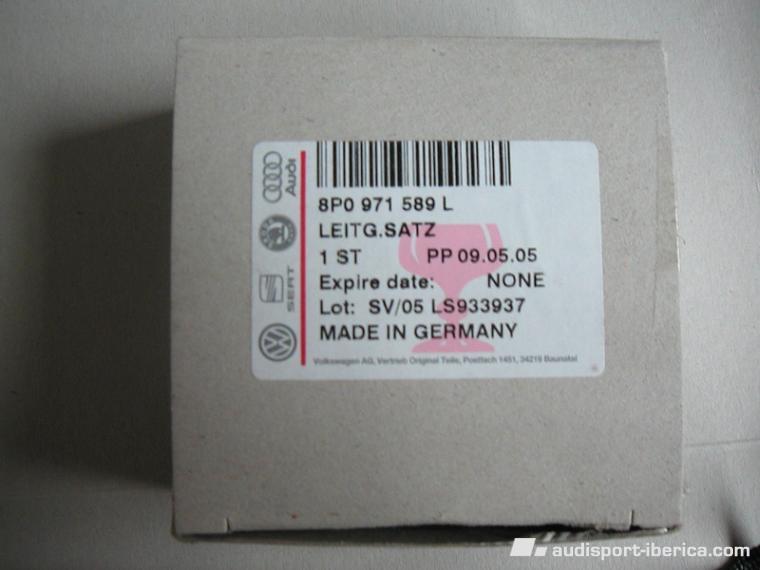 Audi
SEAT
8P0 971 589 L
LEITG.SATZ
1 ST PP 09.05.05
Expire date: NONE
Lot: SV/05 LS933937
MADE IN GERMANY
Volkswagen AG, Vertrieb Original Teile, Postfach 1451, 34219 Baunatal
audisport-iberica.com